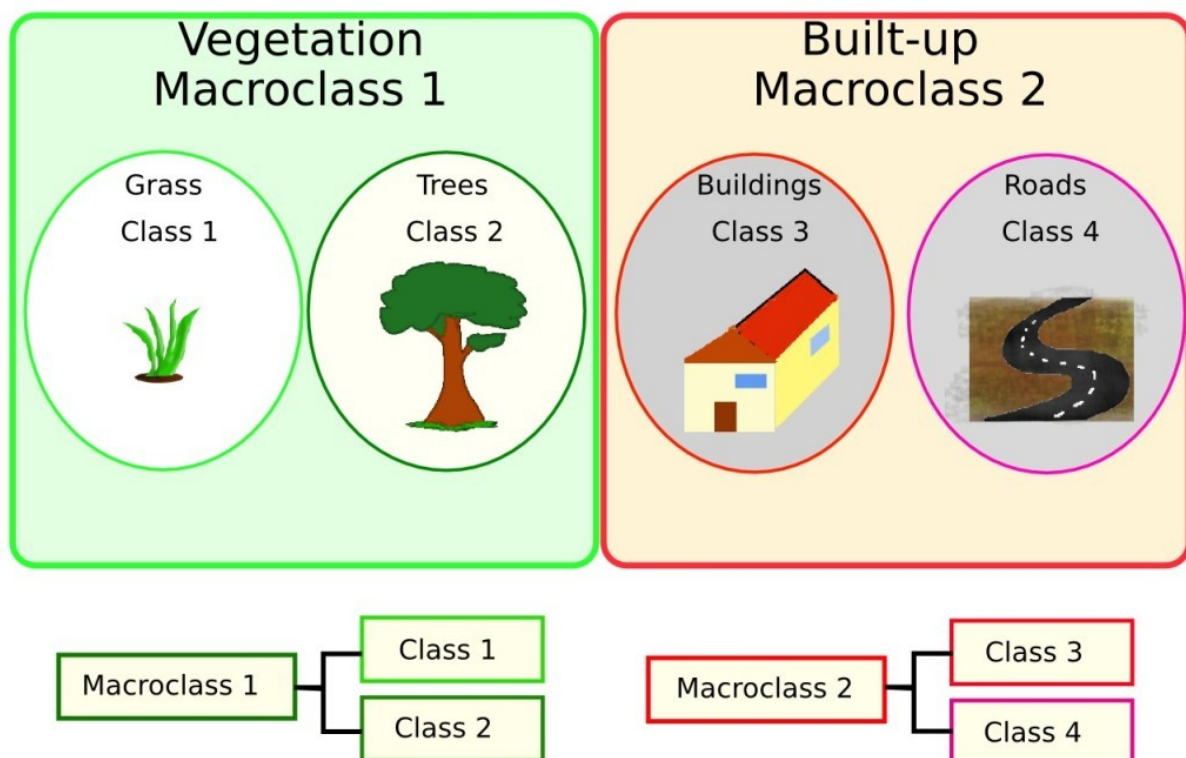 Vegetation
Macroclass 1
Grass
Class 1
Trees
Class 2
Built-up
Macroclass 2
Buildings
Class 3
Roads
Class 4
Macroclass 1
Class 1
Class 2
Macroclass 2
Class 3
Class 4